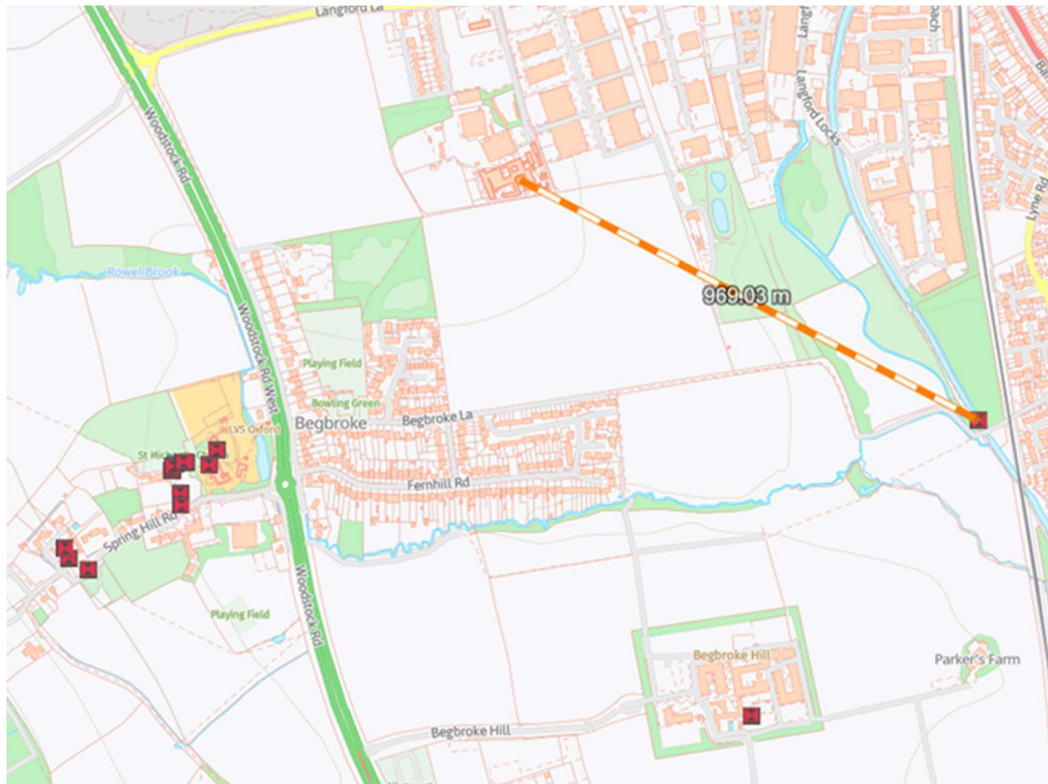 Langford La
Woodstock Rd
Langford Locks
Lyne Rd
Rowel Brook
969.03 m
Woodstock Rd West
Playing Field
Bowling Green
Begbroke
Begbroke La
LVS Oxford
Fernhill Rd
Spring Hill Rd
Woodstock Rd
Playing Field
Begbroke Hill
Parker's Farm
Begbroke Hill